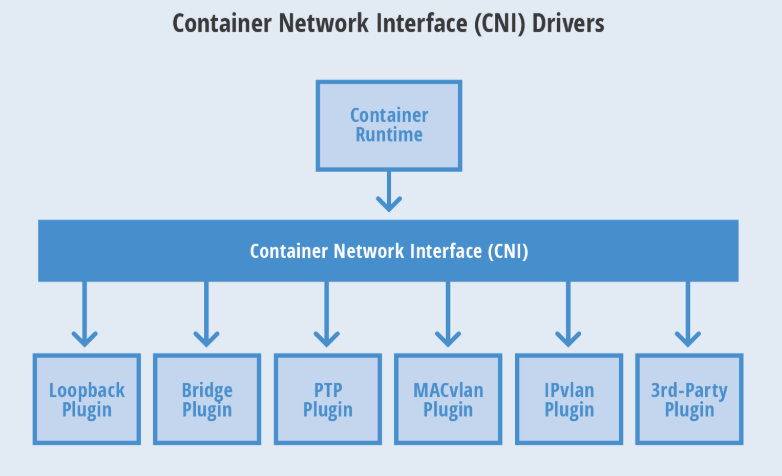 Container Network Interface (CNI) Drivers
Container
Runtime
Container Network Interface (CNI)
Loopback
Plugin
Bridge
Plugin
PTP
Plugin
MACvlan
Plugin
IPvlan
Plugin
3rd-Party
Plugin